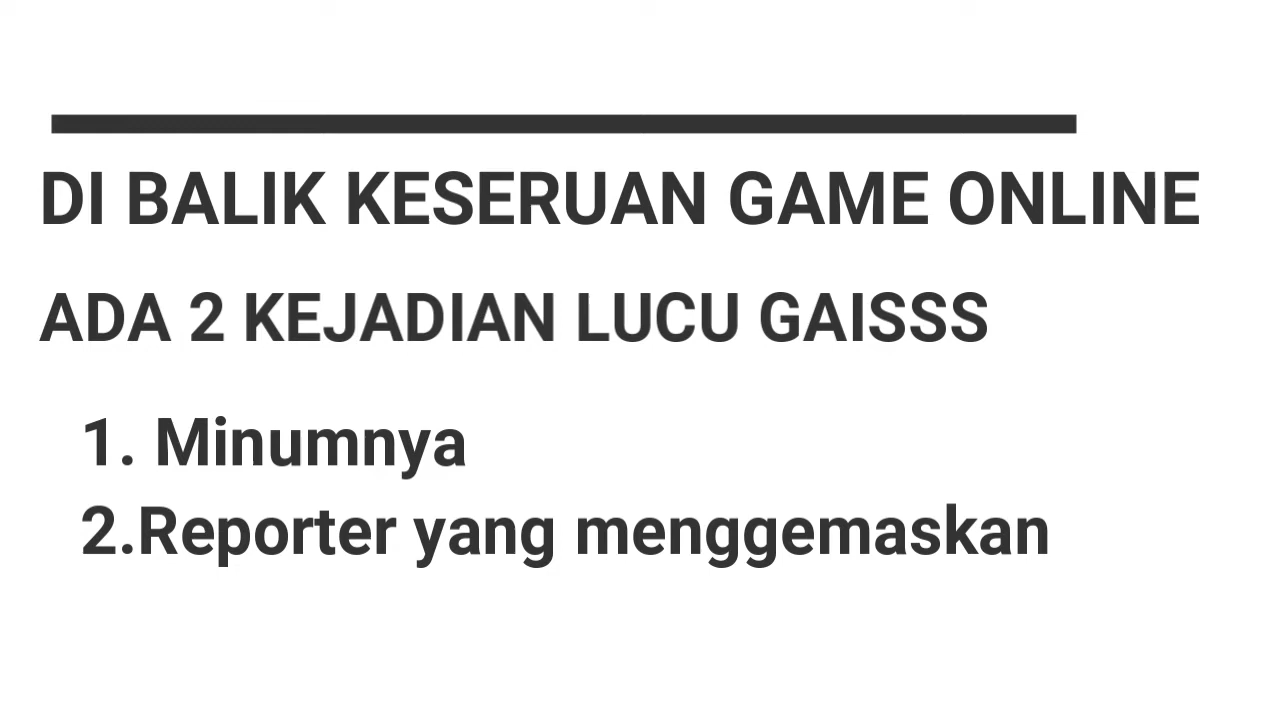 DI BALIK KESERUAN GAME ONLINE
ADA 2 KEJADIAN LUCU GAISSS
1. Minumnya
2.Reporter yang menggemaskan